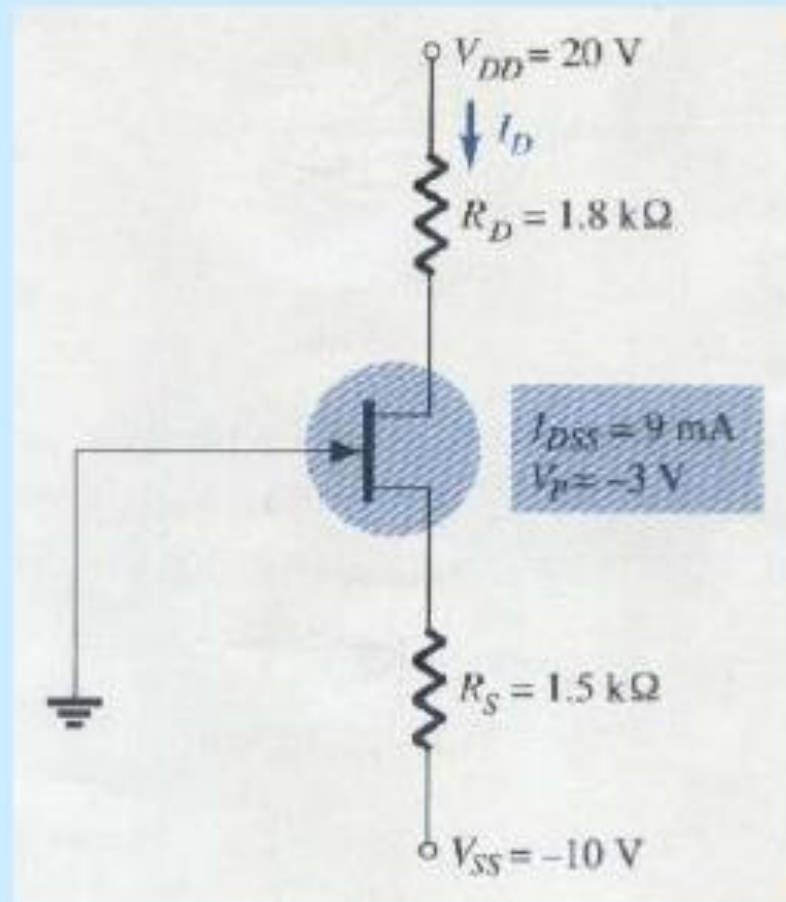 V_DD = 20 V
I_D
R_D = 1.8 kΩ
I_DSS = 9 mA
V_P = −3 V
R_S = 1.5 kΩ
V_SS = −10 V